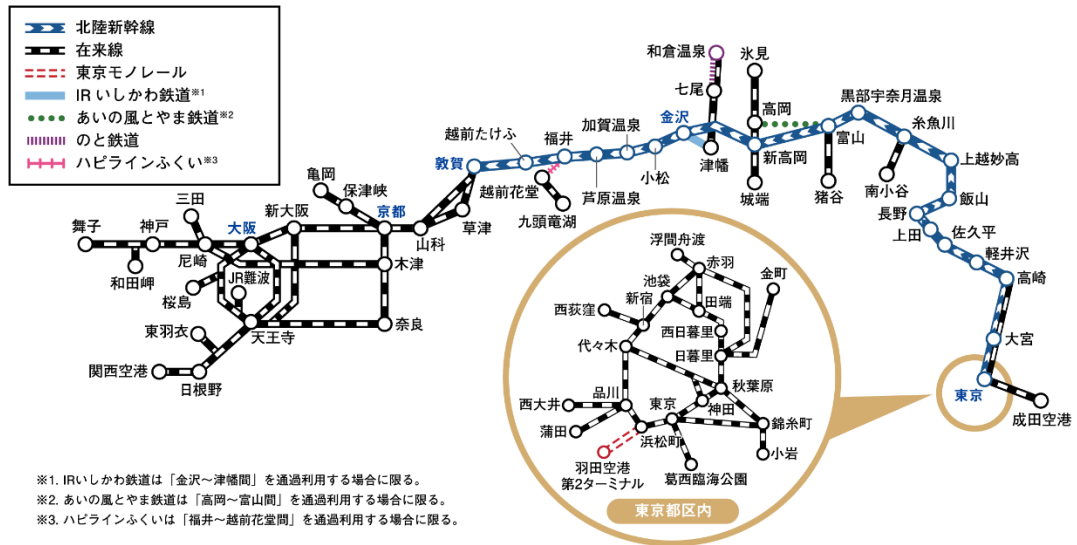 北陸新幹線
在来線
東京モノレール
IRいしかわ鉄道※1
あいの風とやま鉄道※2
のと鉄道
ハピラインふくい※3
和倉温泉
七尾
氷見
高岡
金沢
津幡
新高岡
城端
富山
猪谷
黒部宇奈月温泉
糸魚川
南小谷
上越妙高
飯山
長野
上田
佐久平
軽井沢
高崎
大宮
東京
成田空港
加賀温泉
小松
芦原温泉
福井
越前たけふ
越前花堂
九頭竜湖
敦賀
亀岡
保津峡
京都
山科
草津
新大阪
大阪
三田
神戸
舞子
和田岬
尼崎
桜島
JR難波
木津
奈良
天王寺
東羽衣
関西空港
日根野
浮間舟渡
赤羽
金町
池袋
新宿
西荻窪
田端
西日暮里
日暮里
代々木
秋葉原
品川
西大井
蒲田
東京
神田
錦糸町
小岩
浜松町
羽田空港
第2ターミナル
葛西臨海公園
東京都区内
※1. IRいしかわ鉄道は「金沢～津幡間」を通過利用する場合に限る。
※2. あいの風とやま鉄道は「高岡～富山間」を通過利用する場合に限る。
※3. ハピラインふくいは「福井～越前花堂間」を通過利用する場合に限る。